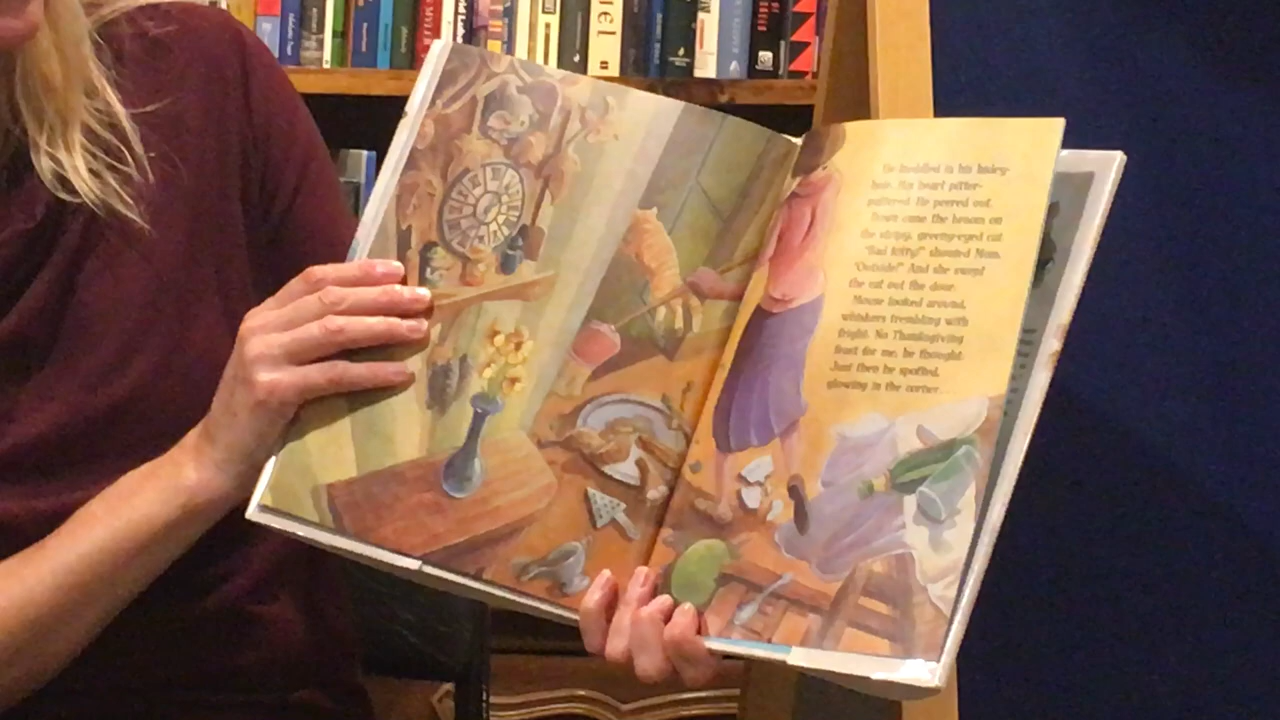 He huddled in his hidey-
hole. His heart pitter-
pattered. He peered out.
Down came the broom on
the stripy, greeny-eyed cat.
"Bad kitty!" shouted Mom.
"Outside!" And she swept
the cat out the door.
Mouse looked around,
whiskers trembling with
fright. No Thanksgiving
feast for me, he thought.
Just then he spotted,
glowing in the corner...
IEL